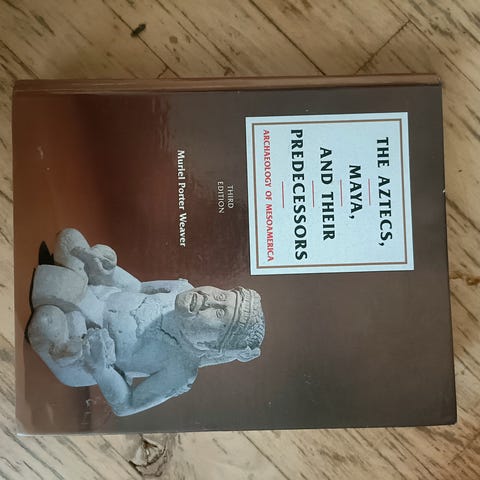 THE AZTECS,
MAYA,
AND THEIR
PREDECESSORS
ARCHAEOLOGY OF MESOAMERICA
THIRD
EDITION
Muriel Porter Weaver